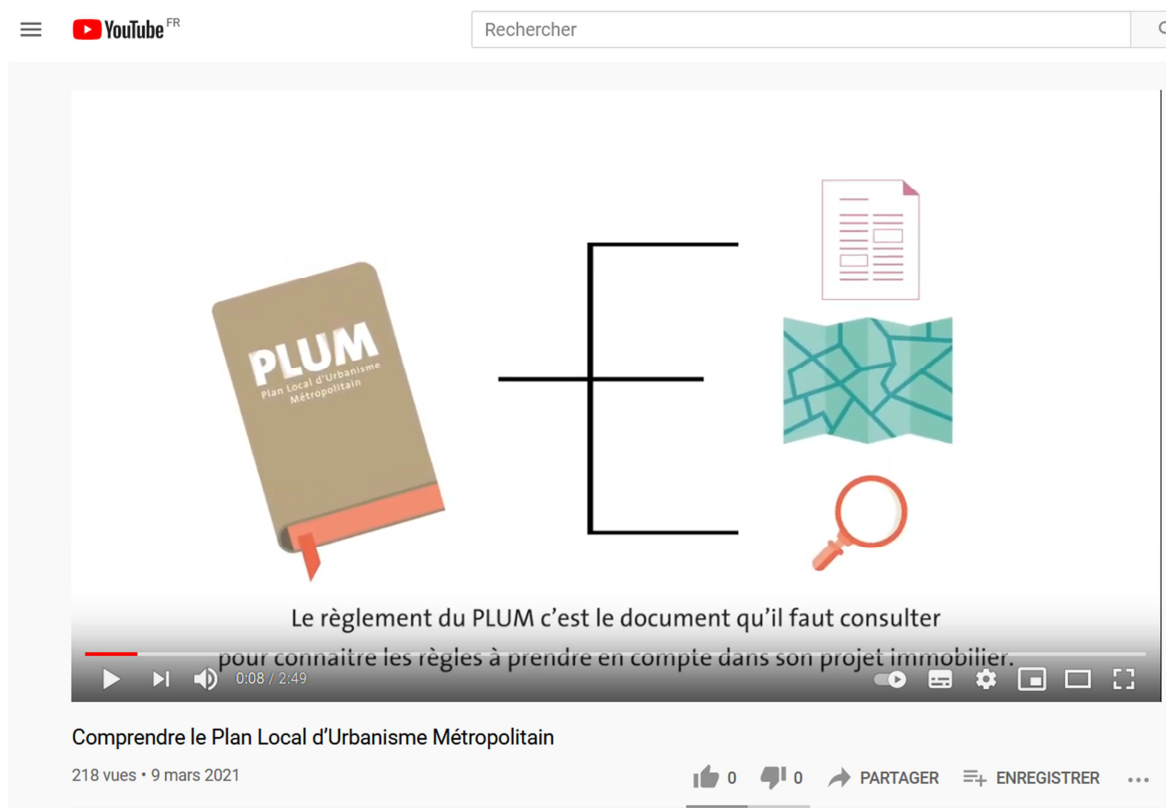 YouTube FR
Rechercher
PLUM
Plan Local d'Urbanisme
Métropolitain
Le règlement du PLUM c'est le document qu'il faut consulter
pour connaitre les règles à prendre en compte dans son projet immobilier.
0:08 / 2:49
Comprendre le Plan Local d'Urbanisme Métropolitain
218 vues • 9 mars 2021
0 0 PARTAGER ENREGISTRER